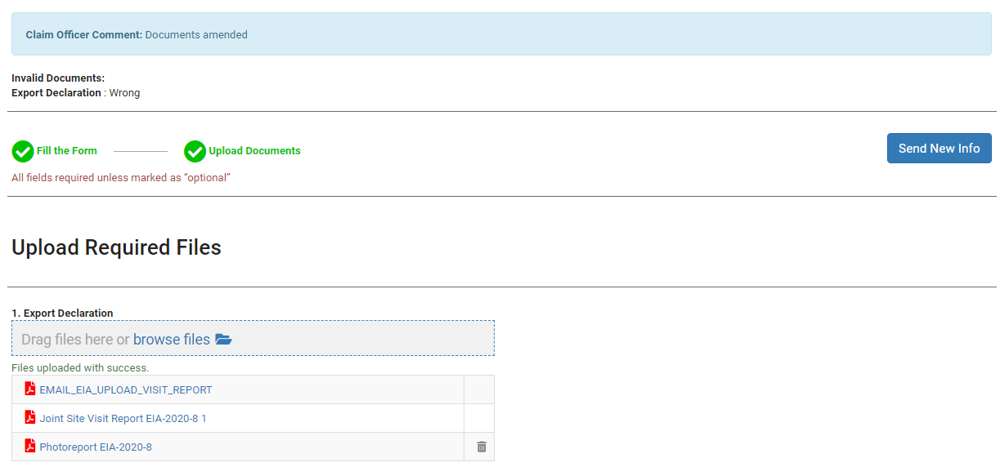 Claim Officer Comment: Documents amended
Invalid Documents:
Export Declaration : Wrong
Fill the Form
Upload Documents
Send New Info
All fields required unless marked as “optional”
Upload Required Files
1. Export Declaration
Drag files here or browse files
Files uploaded with success.
EMAIL_EIA_UPLOAD_VISIT_REPORT
Joint Site Visit Report EIA-2020-8 1
Photoreport EIA-2020-8